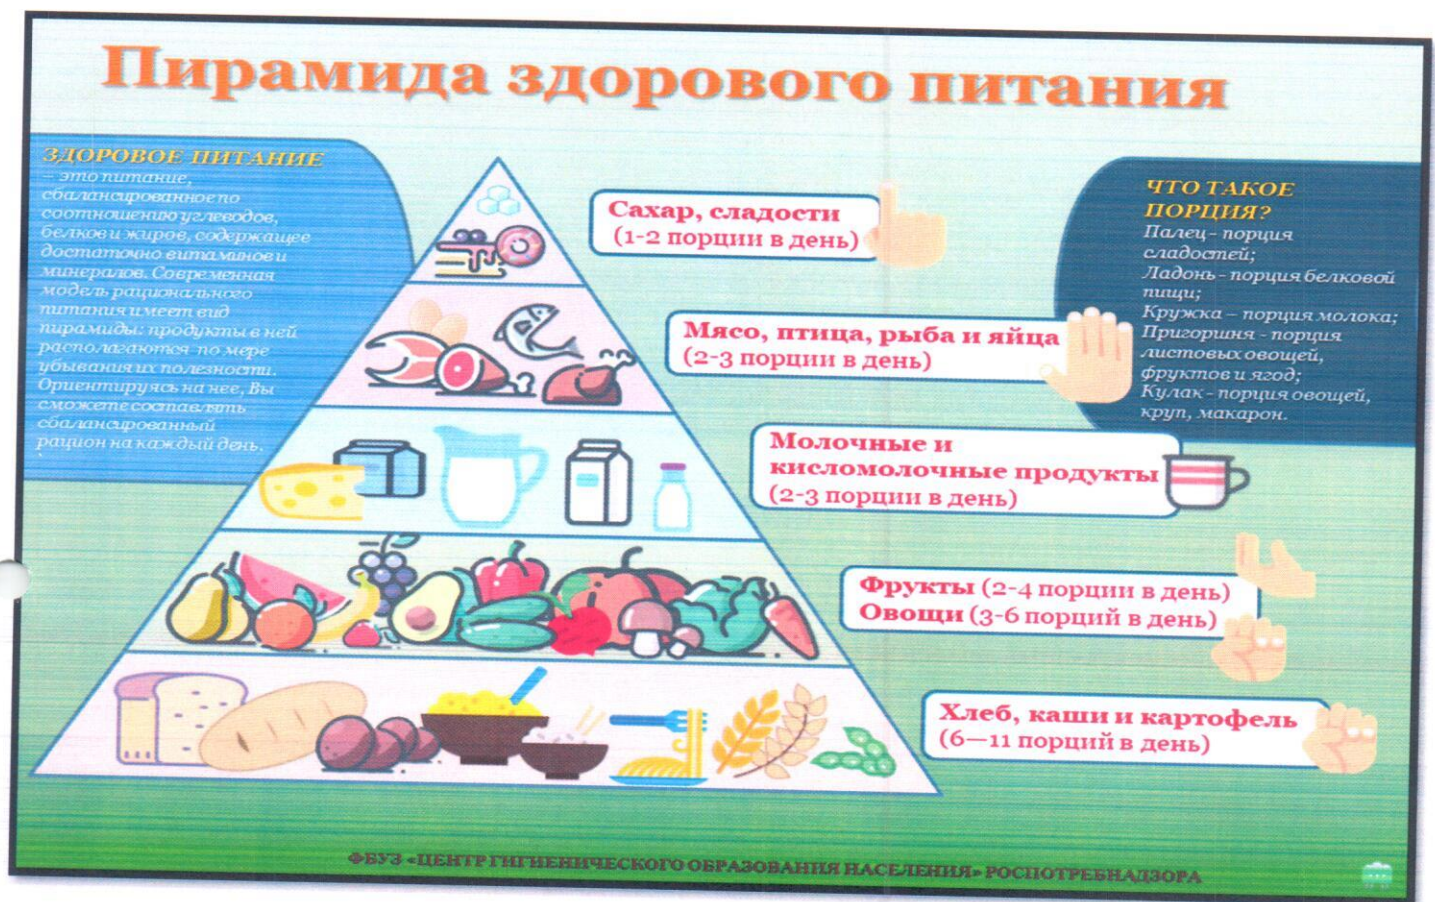 Пирамида здорового питания
ЗДОРОВОЕ ПИТАНИЕ
– это питание,
сбалансированное по
соотношению углеводов,
белков и жиров, содержащее
достаточно витаминов и
минералов. Современная
модель рационального
питания имеет вид
пирамиды: продукты в ней
располагаются по мере
убывания их полезности.
Ориентируясь на нее, Вы
сможете составлять
сбалансированный
рацион на каждый день.
Сахар, сладости
(1-2 порции в день)
Мясо, птица, рыба и яйца
(2-3 порции в день)
Молочные и
кисломолочные продукты
(2-3 порции в день)
Фрукты (2-4 порции в день)
Овощи (3-6 порций в день)
Хлеб, каши и картофель
(6—11 порций в день)
ЧТО ТАКОЕ
ПОРЦИЯ?
Палец - порция
сладостей;
Ладонь - порция белковой
пищи;
Кружка – порция молока;
Пригоршня - порция
листовых овощей,
фруктов и ягод;
Кулак - порция овощей,
круп, макарон.
ФБУЗ «ЦЕНТР ГИГИЕНИЧЕСКОГО ОБРАЗОВАНИЯ НАСЕЛЕНИЯ» РОСПОТРЕБНАДЗОРА